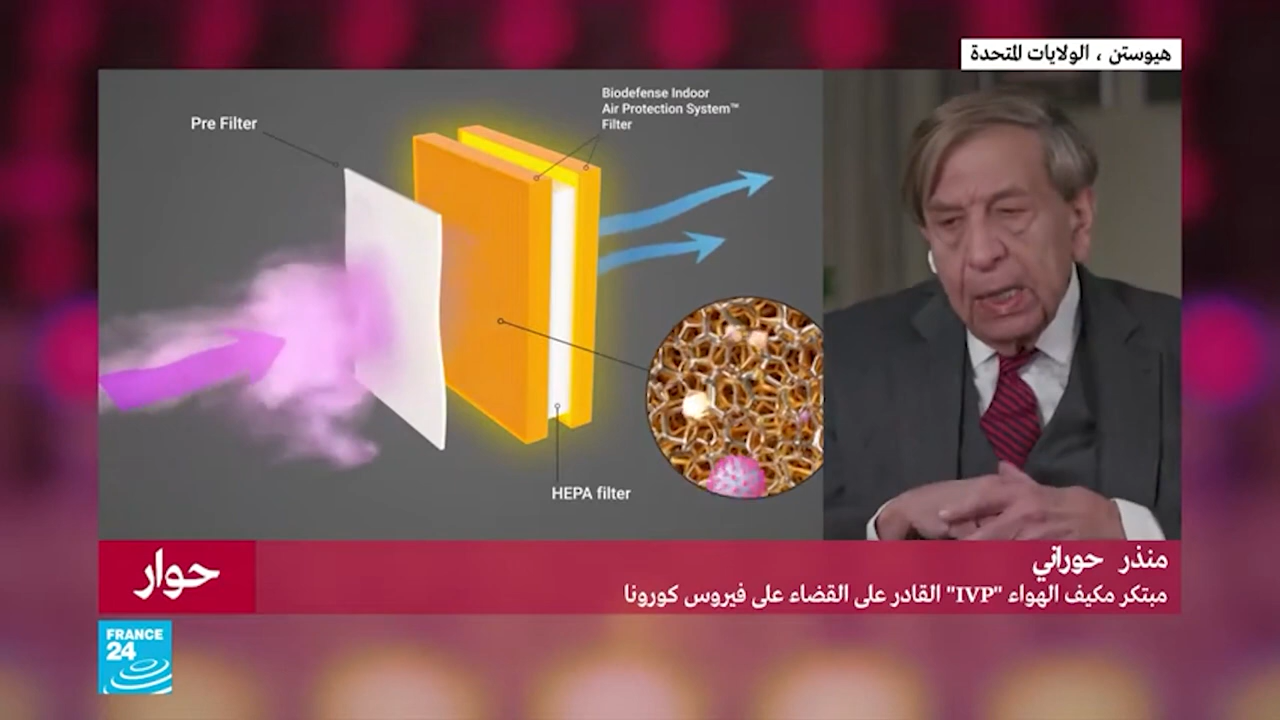 هيوستن ، الولايات المتحدة
Pre Filter
Biodefense Indoor
Air Protection System™
Filter
HEPA filter
منذر حوراني
مبتكر مكيف الهواء "IVP" القادر على القضاء على فيروس كورونا
حوار
FRANCE
24